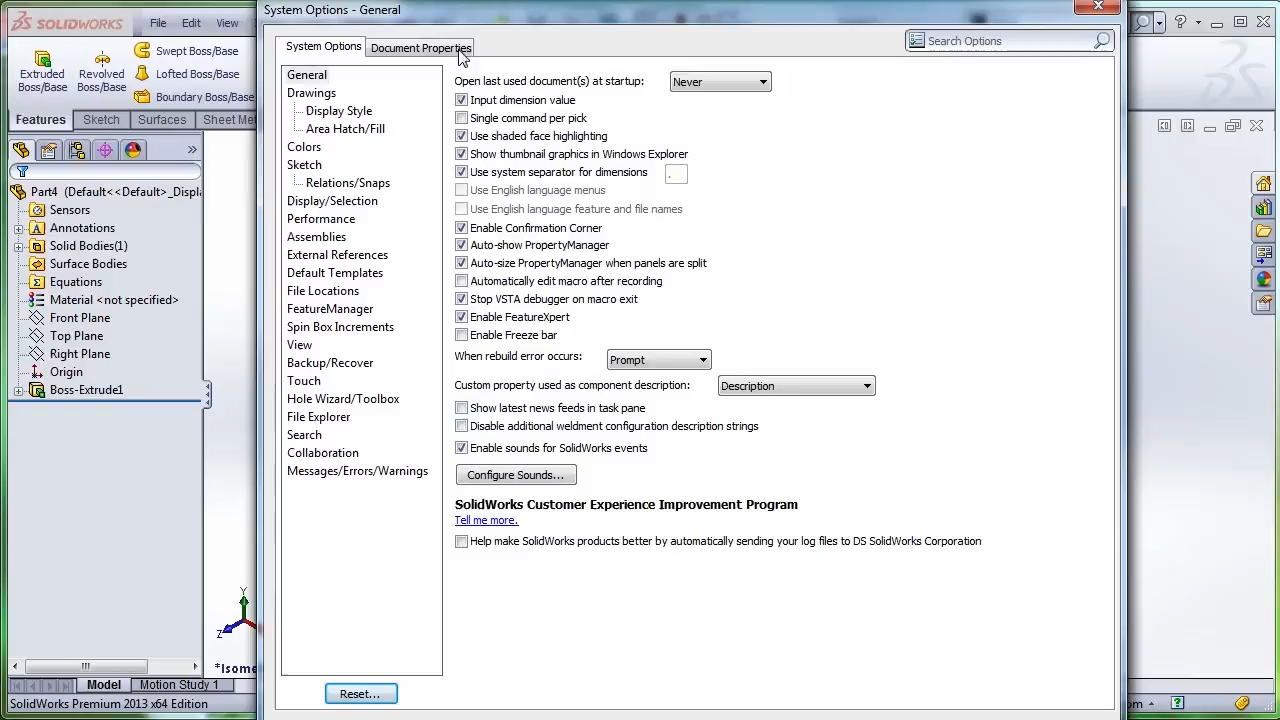 SOLIDWORKS
File Edit View
System Options - General
Extruded
Boss/Base
Revolved
Boss/Base
Swept Boss/Base
Lofted Boss/Base
Boundary Boss/Base
Features
Sketch
Surfaces
Sheet Met
Part4 (Default<<Default>_Displa
Sensors
Annotations
Solid Bodies(1)
Surface Bodies
Equations
Material <not specified>
Front Plane
Top Plane
Right Plane
Origin
Boss-Extrude1
System Options
Document Properties
Search Options
General
Drawings
Display Style
Area Hatch/Fill
Colors
Sketch
Relations/Snaps
Display/Selection
Performance
Assemblies
External References
Default Templates
File Locations
FeatureManager
Spin Box Increments
View
Backup/Recover
Touch
Hole Wizard/Toolbox
File Explorer
Search
Collaboration
Messages/Errors/Warnings
Reset...
Open last used document(s) at startup: Never
Input dimension value
Single command per pick
Use shaded face highlighting
Show thumbnail graphics in Windows Explorer
Use system separator for dimensions .
Use English language menus
Use English language feature and file names
Enable Confirmation Corner
Auto-show PropertyManager
Auto-size PropertyManager when panels are split
Automatically edit macro after recording
Stop VSTA debugger on macro exit
Enable FeatureXpert
Enable Freeze bar
When rebuild error occurs: Prompt
Custom property used as component description: Description
Show latest news feeds in task pane
Disable additional weldment configuration description strings
Enable sounds for SolidWorks events
Configure Sounds...
SolidWorks Customer Experience Improvement Program
Tell me more.
Help make SolidWorks products better by automatically sending your log files to DS SolidWorks Corporation
Y
Z
*Isome
Model
Motion Study 1
SolidWorks Premium 2013 x64 Edition
om